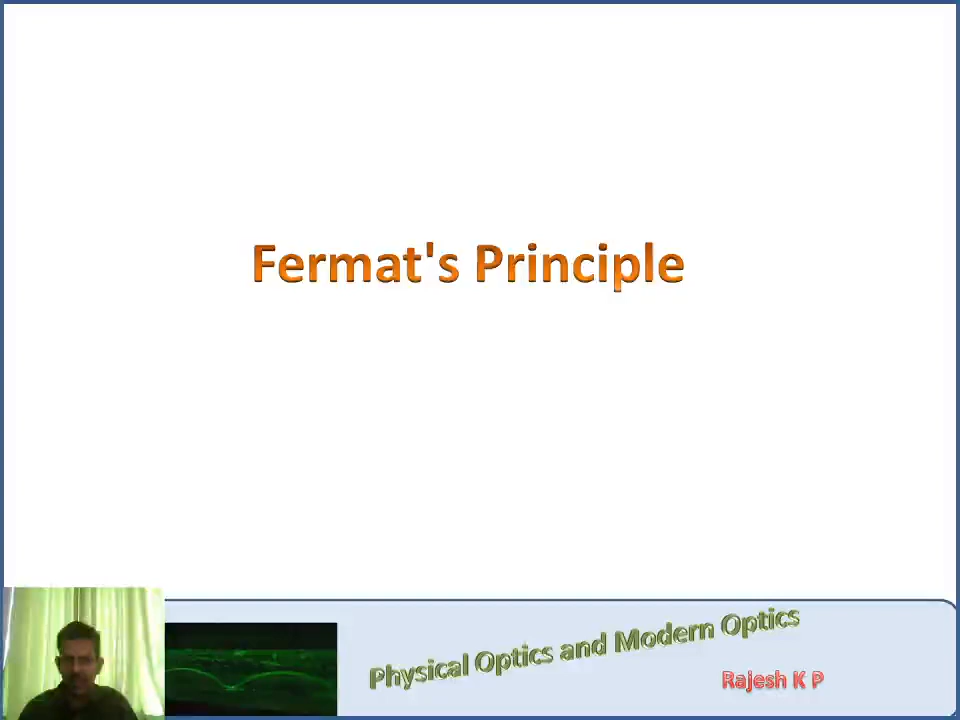 Fermat's Principle
Physical Optics and Modern Optics
Rajesh K P